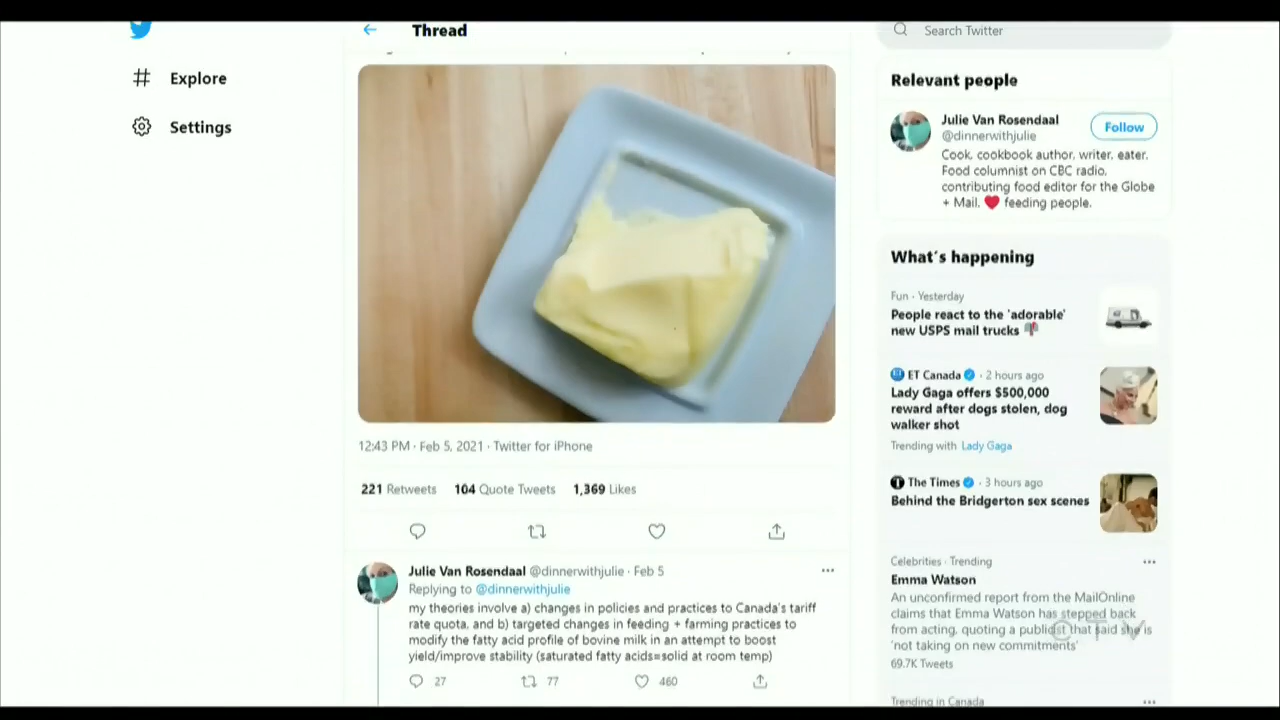 Thread
Search Twitter
Explore
Settings
12:43 PM · Feb 5, 2021 · Twitter for iPhone
221 Retweets 104 Quote Tweets 1,369 Likes
Julie Van Rosendaal @dinnerwithjulie · Feb 5
Replying to @dinnerwithjulie
my theories involve a) changes in policies and practices to Canada's tariff
rate quota, and b) targeted changes in feeding + farming practices to
modify the fatty acid profile of bovine milk in an attempt to boost
yield/improve stability (saturated fatty acids=solid at room temp)
27 77 460
Relevant people
Julie Van Rosendaal
@dinnerwithjulie
Follow
Cook, cookbook author, writer, eater.
Food columnist on CBC radio,
contributing food editor for the Globe
+ Mail. ❤️ feeding people.
What's happening
Fun · Yesterday
People react to the 'adorable'
new USPS mail trucks 📬
ET Canada · 2 hours ago
Lady Gaga offers $500,000
reward after dogs stolen, dog
walker shot
Trending with Lady Gaga
The Times · 3 hours ago
Behind the Bridgerton sex scenes
Celebrities · Trending
Emma Watson
An unconfirmed report from the MailOnline
claims that Emma Watson has stepped back
from acting, quoting a publicist that said she is
'not taking on new commitments'
69.7K Tweets
Trending in Canada
CTV